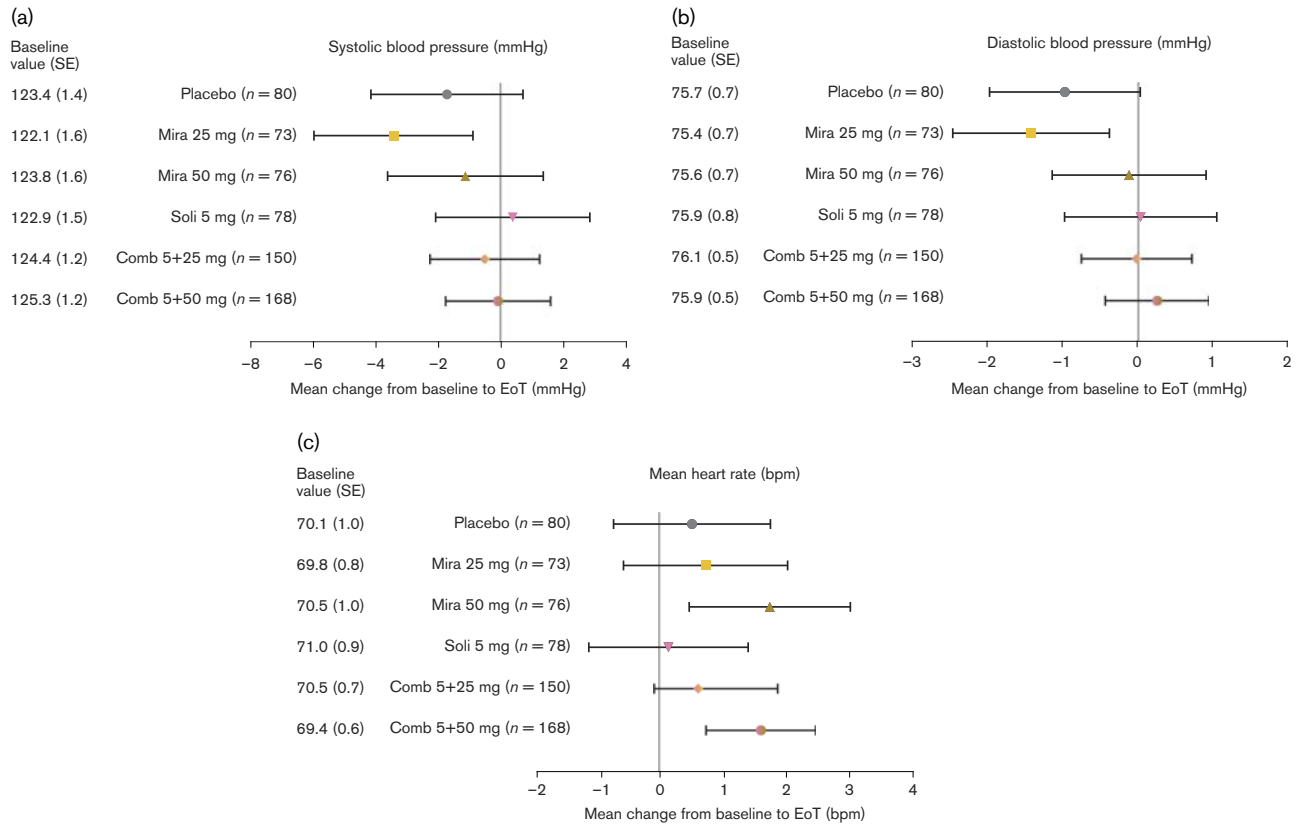 (a)
Baseline
value (SE)
Systolic blood pressure (mmHg)
123.4 (1.4) Placebo (n = 80)
122.1 (1.6) Mira 25 mg (n = 73)
123.8 (1.6) Mira 50 mg (n = 76)
122.9 (1.5) Soli 5 mg (n = 78)
124.4 (1.2) Comb 5+25 mg (n = 150)
125.3 (1.2) Comb 5+50 mg (n = 168)
−8 −6 −4 −2 0 2 4
Mean change from baseline to EoT (mmHg)
(b)
Baseline
value (SE)
Diastolic blood pressure (mmHg)
75.7 (0.7) Placebo (n = 80)
75.4 (0.7) Mira 25 mg (n = 73)
75.6 (0.7) Mira 50 mg (n = 76)
75.9 (0.8) Soli 5 mg (n = 78)
76.1 (0.5) Comb 5+25 mg (n = 150)
75.9 (0.5) Comb 5+50 mg (n = 168)
−3 −2 −1 0 1 2
Mean change from baseline to EoT (mmHg)
(c)
Baseline
value (SE)
Mean heart rate (bpm)
70.1 (1.0) Placebo (n = 80)
69.8 (0.8) Mira 25 mg (n = 73)
70.5 (1.0) Mira 50 mg (n = 76)
71.0 (0.9) Soli 5 mg (n = 78)
70.5 (0.7) Comb 5+25 mg (n = 150)
69.4 (0.6) Comb 5+50 mg (n = 168)
−2 −1 0 1 2 3 4
Mean change from baseline to EoT (bpm)